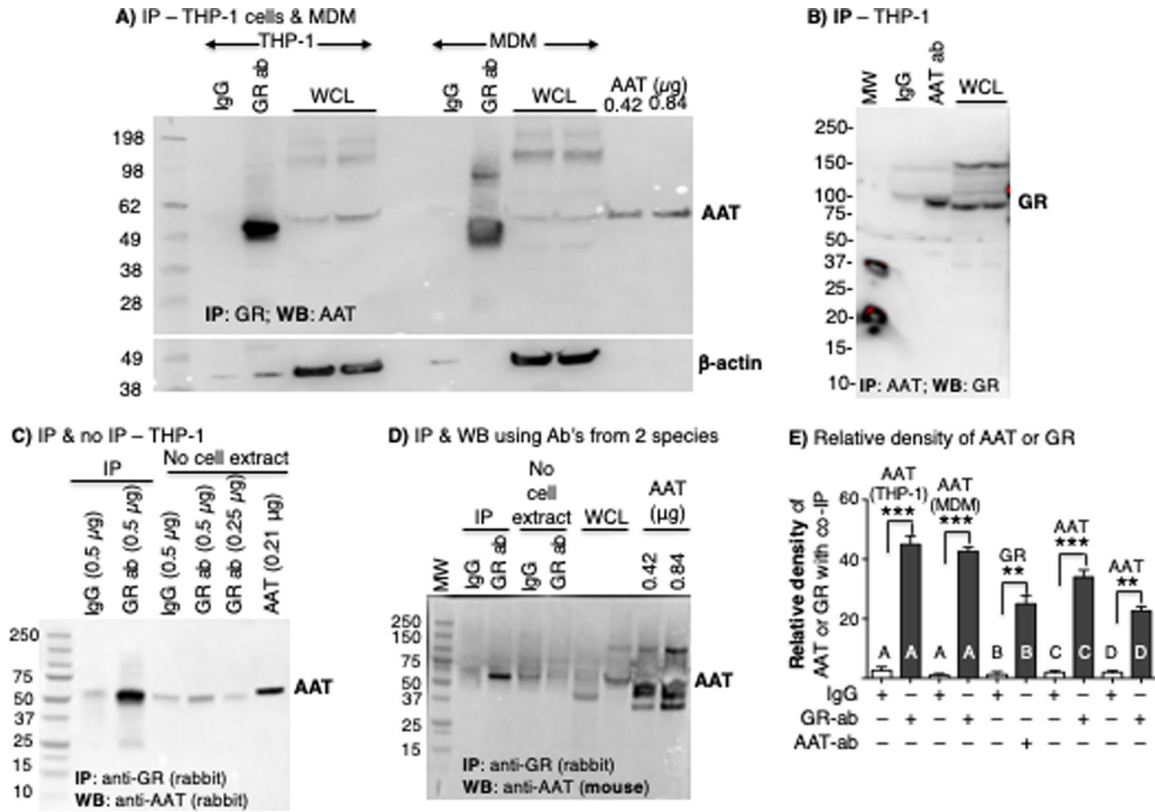 A) IP – THP-1 cells & MDM
THP-1
MDM
IgG
GR ab
WCL
IgG
GR ab
WCL
AAT (µg)
0.42 0.84
198
98
62
49
38
28
AAT
IP: GR; WB: AAT
49
38
β-actin
B) IP – THP-1
MW
IgG
AAT ab
WCL
250-
150-
100-
75-
50-
37-
25-
20-
15-
10-
GR
IP: AAT; WB: GR
C) IP & no IP – THP-1
IP
No cell extract
IgG (0.5 µg)
GR ab (0.5 µg)
IgG (0.5 µg)
GR ab (0.5 µg)
GR ab (0.25 µg)
AAT (0.21 µg)
250
75
50
37
25
15
10
AAT
IP: anti-GR (rabbit)
WB: anti-AAT (rabbit)
D) IP & WB using Ab's from 2 species
MW
IP
IgG
GR ab
No
cell
extract
IgG
GR ab
WCL
AAT
(µg)
0.42
0.84
250
150
75
50
37
25
15
AAT
IP: anti-GR (rabbit)
WB: anti-AAT (mouse)
E) Relative density of AAT or GR
Relative density of
AAT or GR with co-IP
60
40
20
AAT
(THP-1)
***
AAT
(MDM)
***
GR
**
AAT
***
AAT
**
A A A A B B C C D D
IgG + – + – + – + – + –
GR-ab – + – + – – – + – +
AAT-ab – – – – – + – – – –